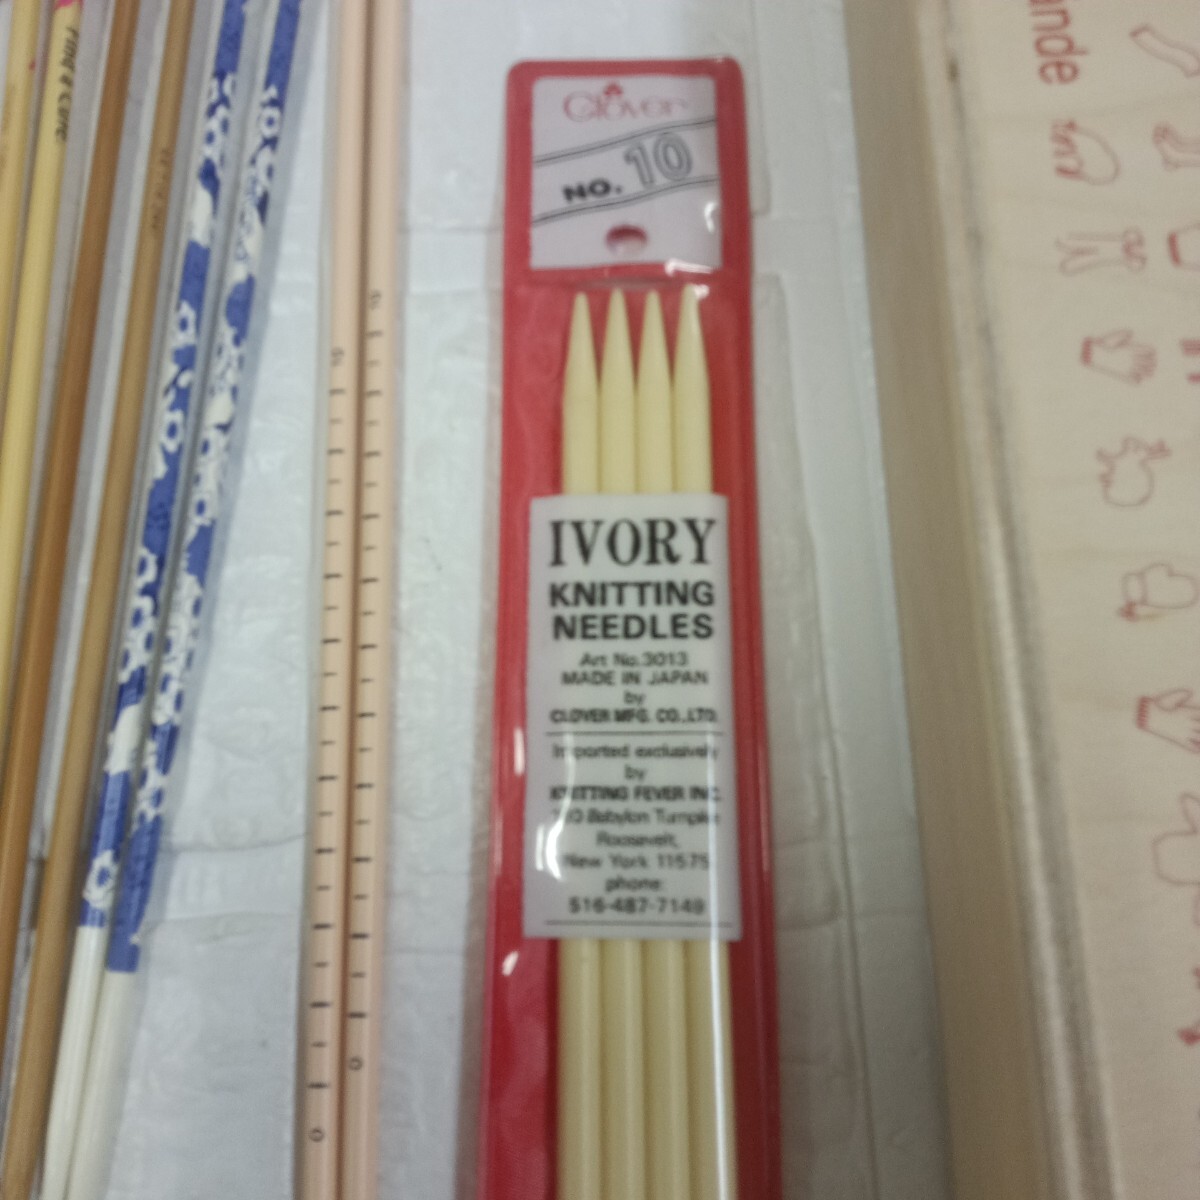 Clover
NO. 10
IVORY
KNITTING
NEEDLES
Art No.3013
MADE IN JAPAN
by
CLOVER MFG. CO.,LTD.
Imported exclusively
by
KNITTING FEVER INC.
Babylon Turnpike
Roosevelt,
New York 11575
phone:
516-487-7149
ande